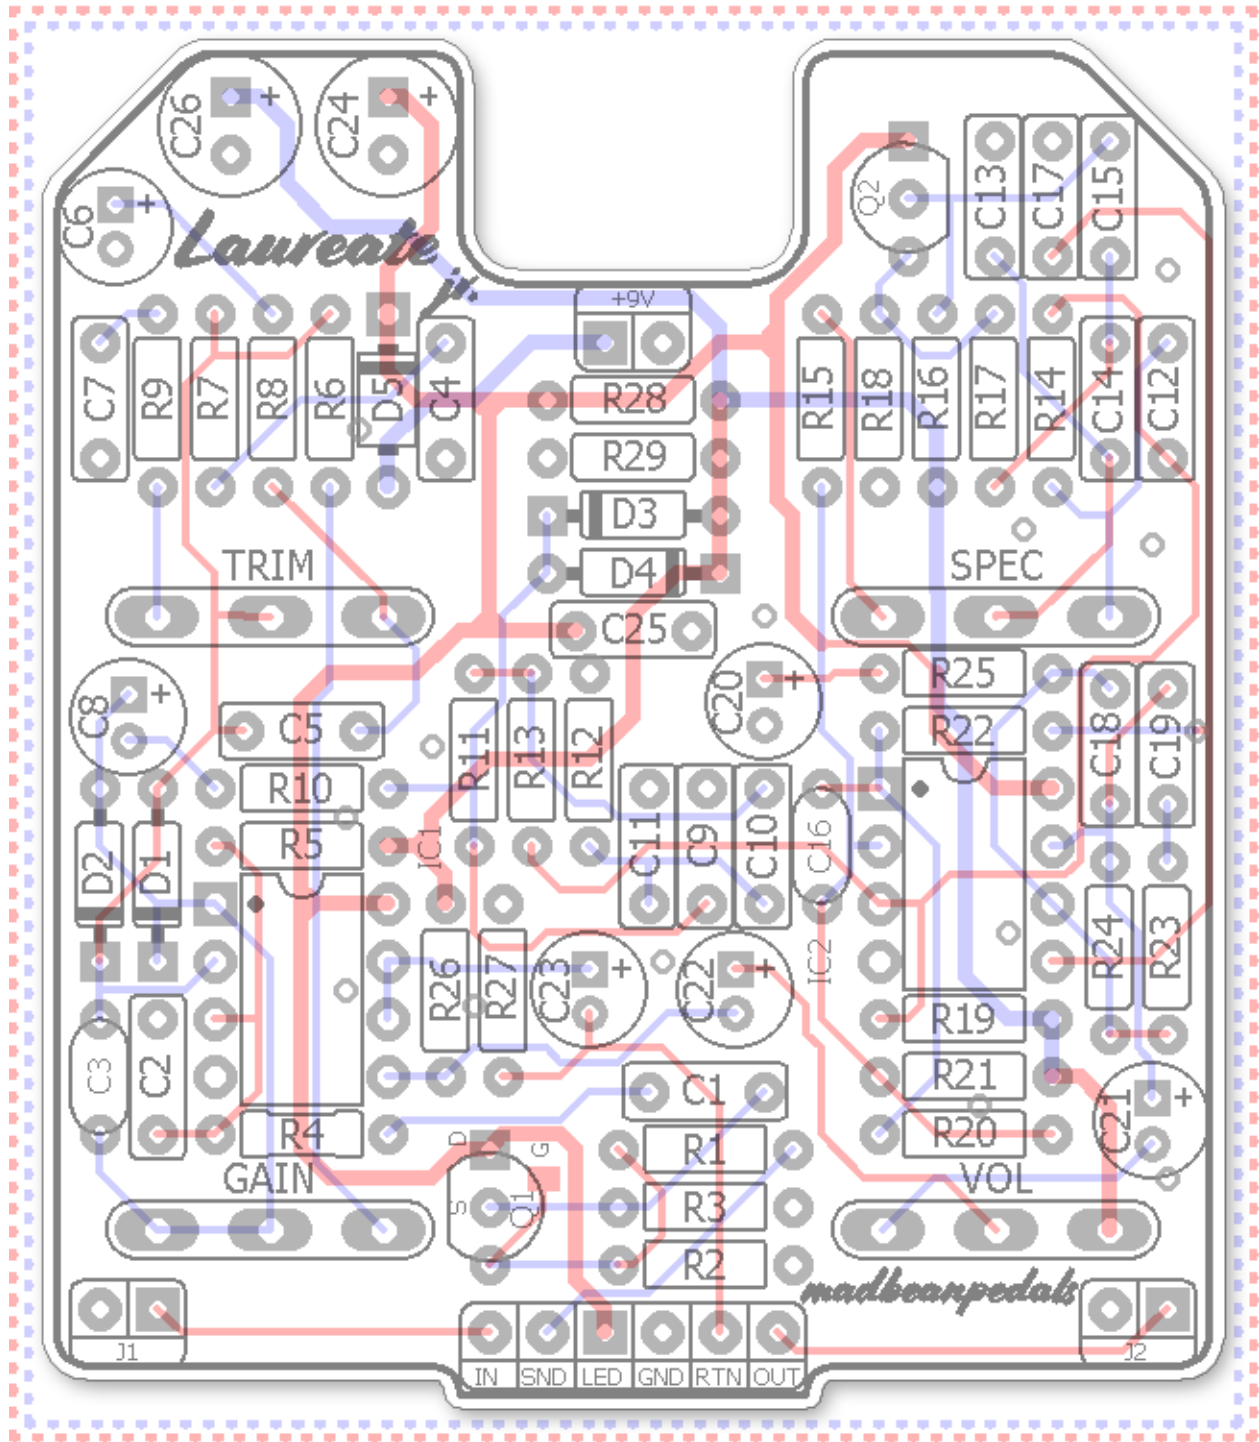 C26 + C24 +
C6 +
Laureate jr.
Q2 C13 C17 C15
+9V
C7 R9 R7 R8 R6 D5 C4
R28
R15 R18 R16 R17 R14 C14 C12
R29
D3
D4
TRIM
SPEC
C25
C8 +
C5
R11 R13 R12
C20 +
R25
R22
C18 C19
R10
R5
IC1
D2 D1
C11 C9 C10 C16
R26 R27
C23 +
C22 +
IC2
R24 R23
R19
R21
R20
C3 C2
R4
C1
C21 +
GAIN
D G
S Q1
R1
R3
R2
VOL
madbeanpedals
J1
J2
IN SND LED GND RTN OUT